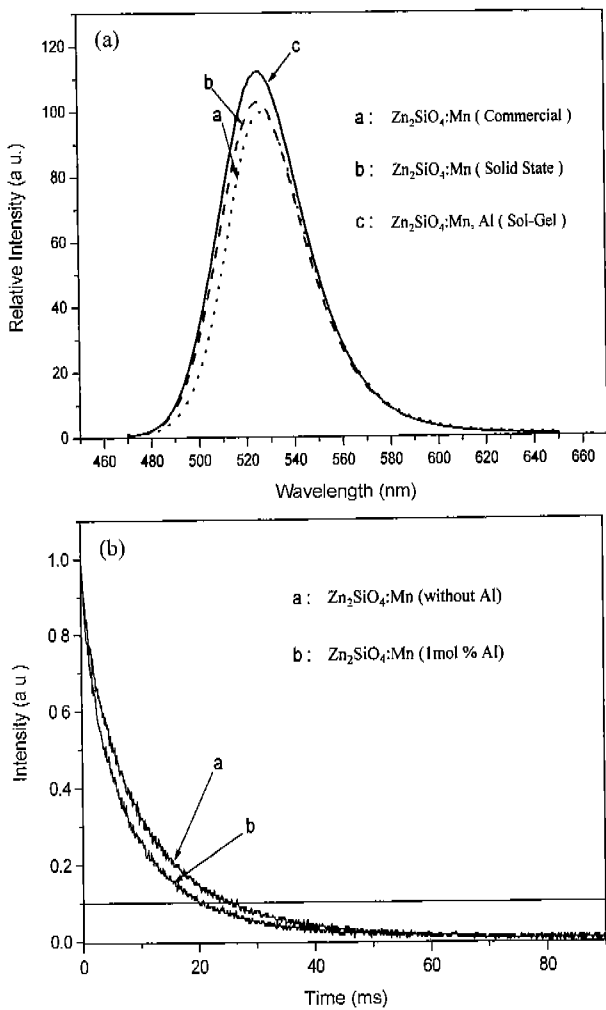 (a)
120
100
80
60
40
20
0
Relative Intensity (a u.)
c
b
a
a : Zn₂SiO₄:Mn ( Commercial )
b : Zn₂SiO₄:Mn ( Solid State )
c : Zn₂SiO₄:Mn, Al ( Sol-Gel )
460 480 500 520 540 560 580 600 620 640 660
Wavelength (nm)
(b)
1.0
0.8
0.6
0.4
0.2
0.0
Intensity (a u )
a : Zn₂SiO₄:Mn (without Al)
b : Zn₂SiO₄:Mn (1mol % Al)
a
b
0 20 40 60 80
Time (ms)